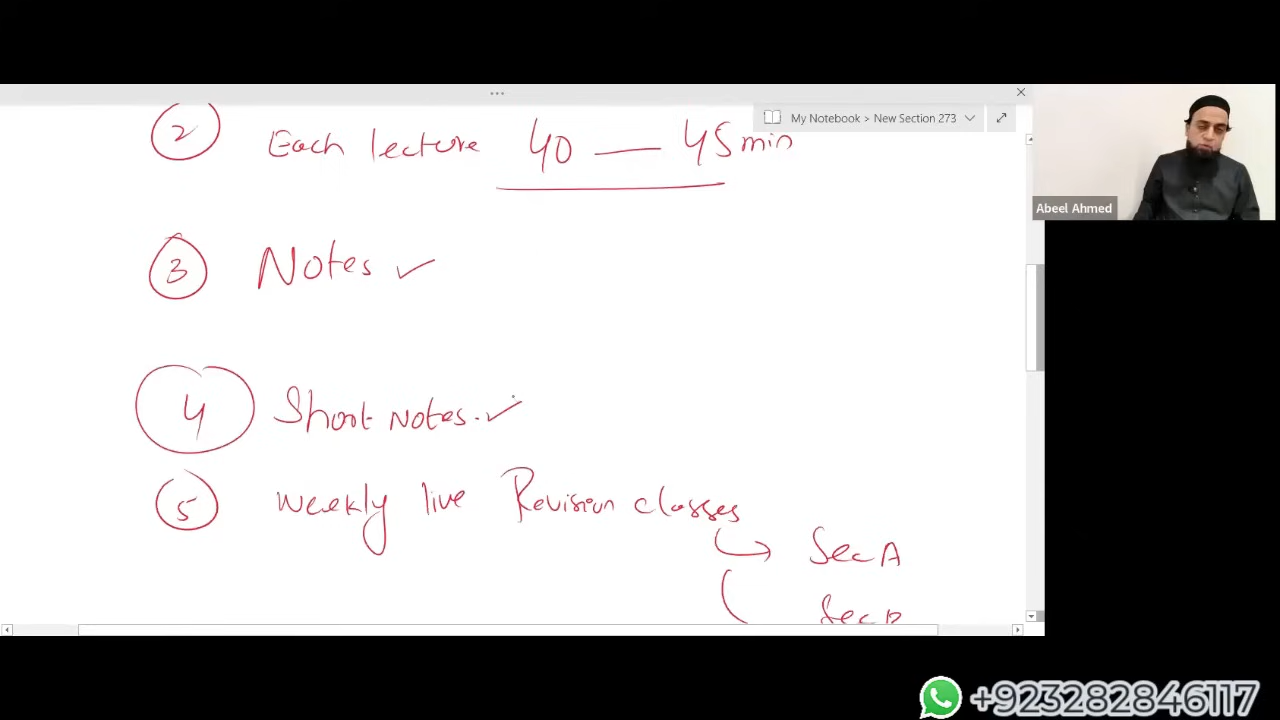 My Notebook > New Section 273
2 Each lecture 40 — 45 min
Abeel Ahmed
3 Notes ✓
4 Short Notes. ✓
5 Weekly live Revision classes
→ Sec A
Sec B
+923282846117